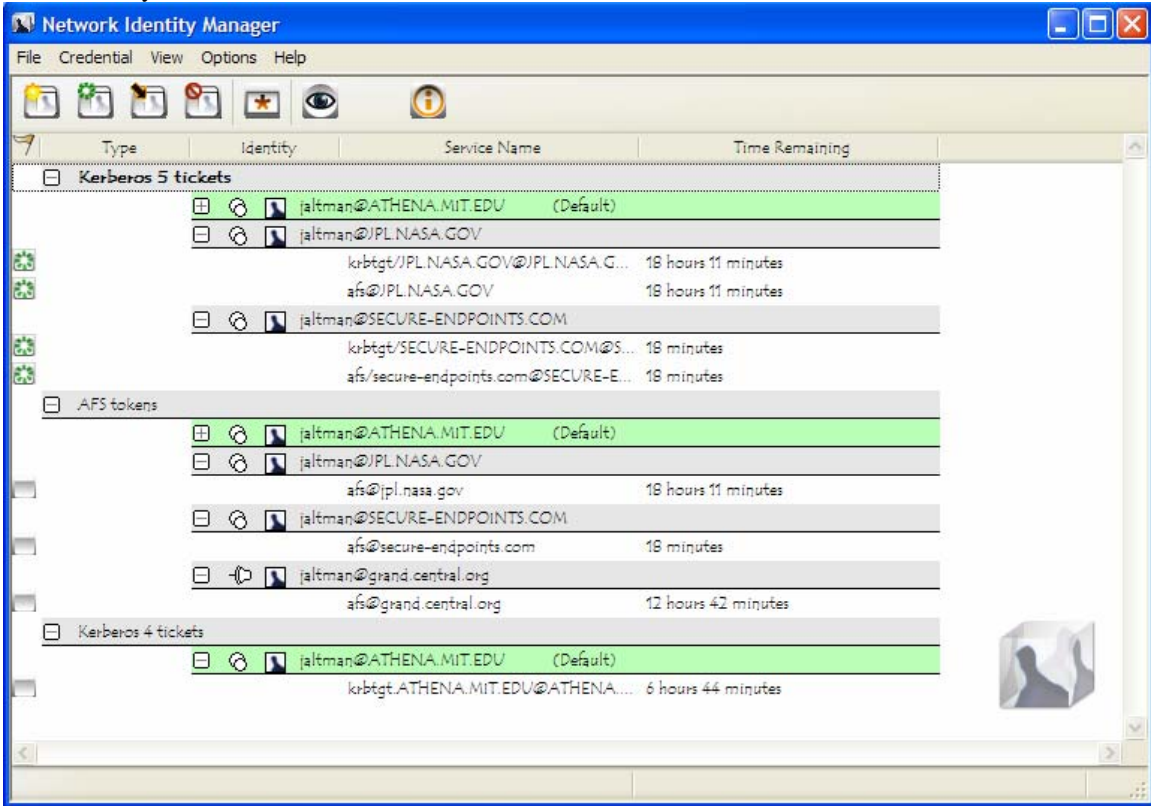 Network Identity Manager
File Credential View Options Help
Type Identity Service Name Time Remaining
Kerberos 5 tickets
jaltman@ATHENA.MIT.EDU (Default)
jaltman@JPL.NASA.GOV
krbtgt/JPL.NASA.GOV@JPL.NASA.G... 18 hours 11 minutes
afs@JPL.NASA.GOV 18 hours 11 minutes
jaltman@SECURE-ENDPOINTS.COM
krbtgt/SECURE-ENDPOINTS.COM@S... 18 minutes
afs/secure-endpoints.com@SECURE-E... 18 minutes
AFS tokens
jaltman@ATHENA.MIT.EDU (Default)
jaltman@JPL.NASA.GOV
afs@jpl.nasa.gov 18 hours 11 minutes
jaltman@SECURE-ENDPOINTS.COM
afs@secure-endpoints.com 18 minutes
jaltman@grand.central.org
afs@grand.central.org 12 hours 42 minutes
Kerberos 4 tickets
jaltman@ATHENA.MIT.EDU (Default)
krbtgt.ATHENA.MIT.EDU@ATHENA.... 6 hours 44 minutes